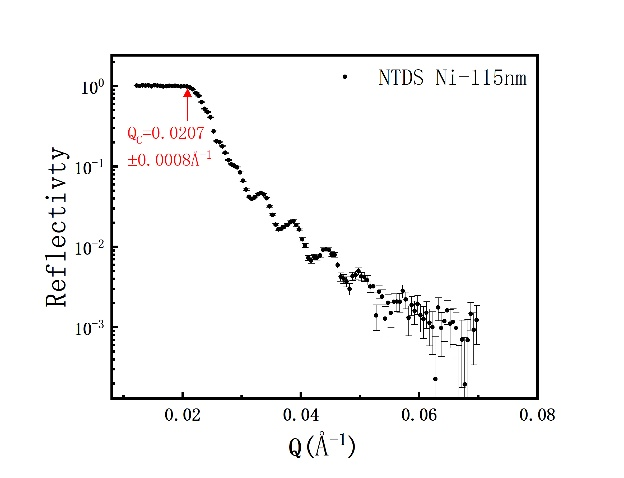 NTDS Ni-115nm
10⁰
Q_C=0.0207
±0.0008Å⁻¹
10⁻¹
Reflectivty
10⁻²
10⁻³
0.02 0.04 0.06 0.08
Q(Å⁻¹)